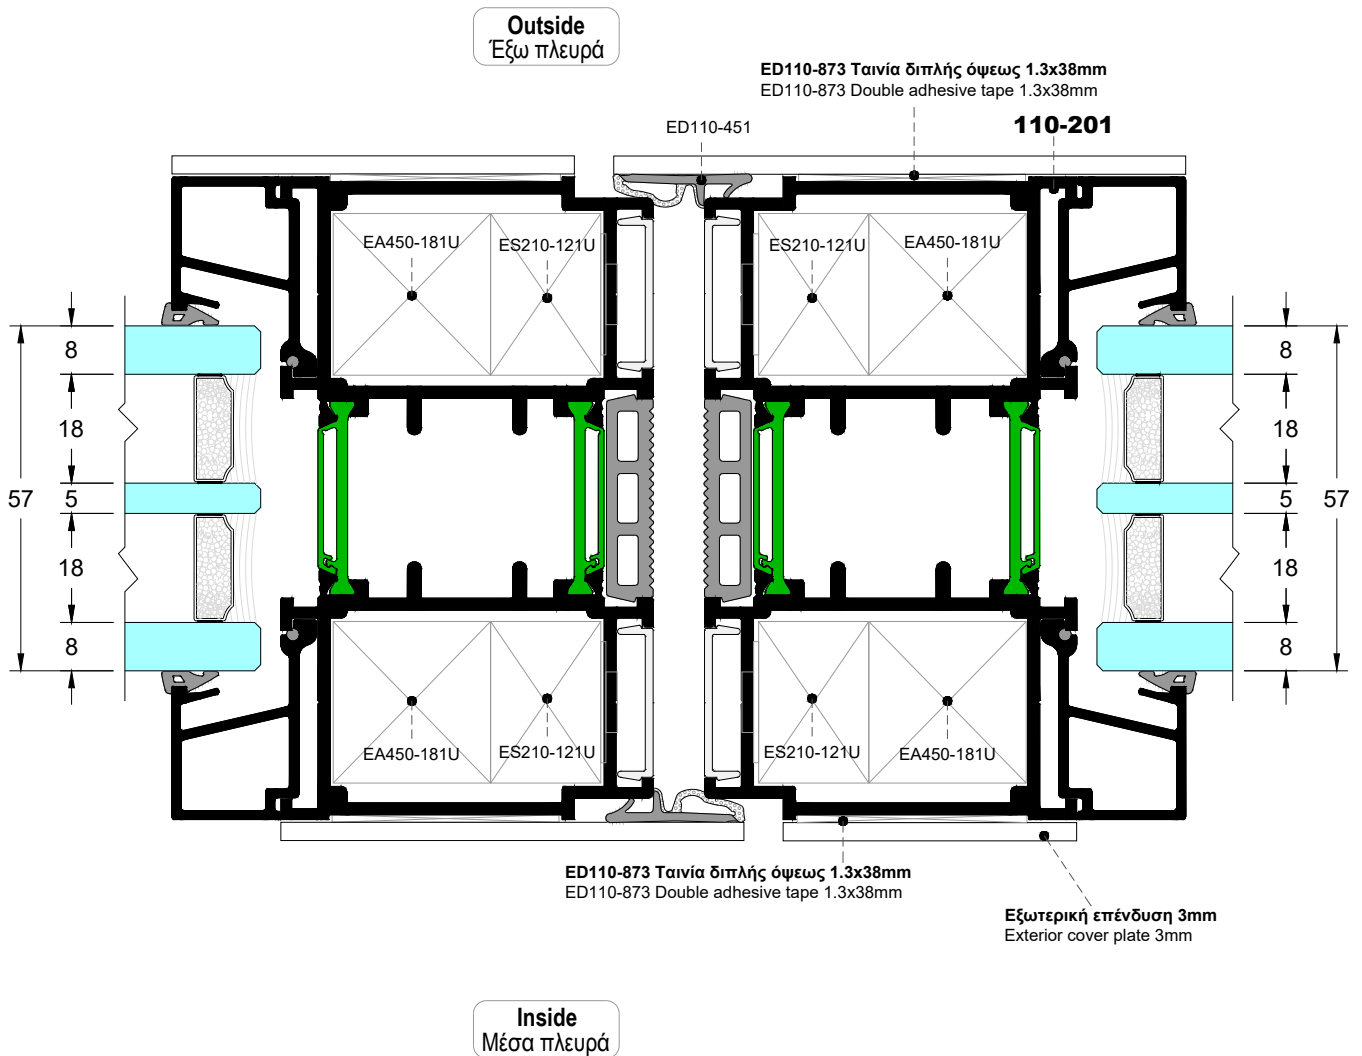 Outside
Έξω πλευρά
ED110-873 Ταινία διπλής όψεως 1.3x38mm
ED110-873 Double adhesive tape 1.3x38mm
ED110-451
110-201
EA450-181U
ES210-121U
ES210-121U
EA450-181U
8
18
57
5
18
8
8
18
5
57
18
8
EA450-181U
ES210-121U
ES210-121U
EA450-181U
ED110-873 Ταινία διπλής όψεως 1.3x38mm
ED110-873 Double adhesive tape 1.3x38mm
Εξωτερική επένδυση 3mm
Exterior cover plate 3mm
Inside
Μέσα πλευρά